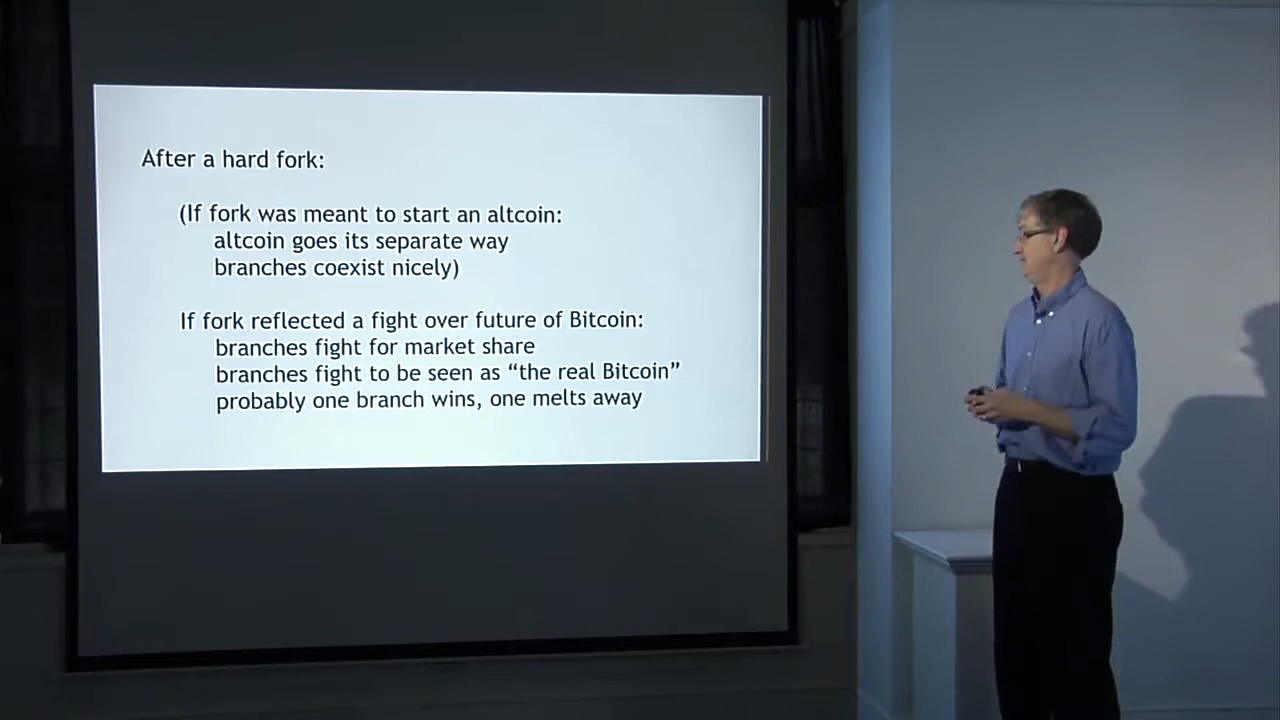 After a hard fork:
(If fork was meant to start an altcoin:
altcoin goes its separate way
branches coexist nicely)
If fork reflected a fight over future of Bitcoin:
branches fight for market share
branches fight to be seen as “the real Bitcoin”
probably one branch wins, one melts away